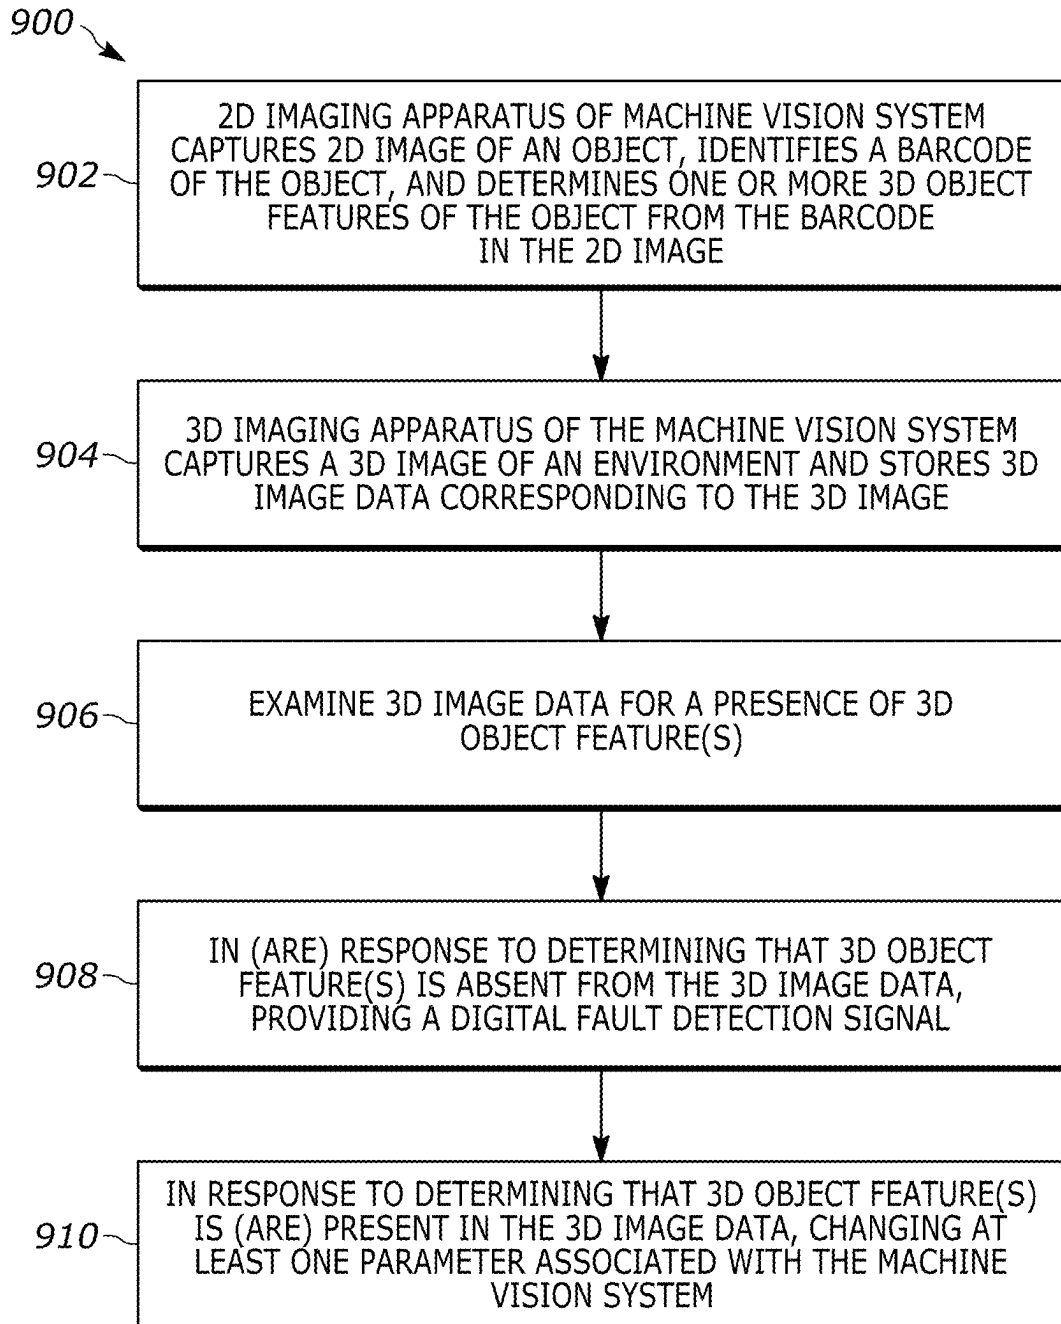 900
902
2D IMAGING APPARATUS OF MACHINE VISION SYSTEM
CAPTURES 2D IMAGE OF AN OBJECT, IDENTIFIES A BARCODE
OF THE OBJECT, AND DETERMINES ONE OR MORE 3D OBJECT
FEATURES OF THE OBJECT FROM THE BARCODE
IN THE 2D IMAGE
904
3D IMAGING APPARATUS OF THE MACHINE VISION SYSTEM
CAPTURES A 3D IMAGE OF AN ENVIRONMENT AND STORES 3D
IMAGE DATA CORRESPONDING TO THE 3D IMAGE
906
EXAMINE 3D IMAGE DATA FOR A PRESENCE OF 3D
OBJECT FEATURE(S)
908
IN (ARE) RESPONSE TO DETERMINING THAT 3D OBJECT
FEATURE(S) IS ABSENT FROM THE 3D IMAGE DATA,
PROVIDING A DIGITAL FAULT DETECTION SIGNAL
910
IN RESPONSE TO DETERMINING THAT 3D OBJECT FEATURE(S)
IS (ARE) PRESENT IN THE 3D IMAGE DATA, CHANGING AT
LEAST ONE PARAMETER ASSOCIATED WITH THE MACHINE
VISION SYSTEM